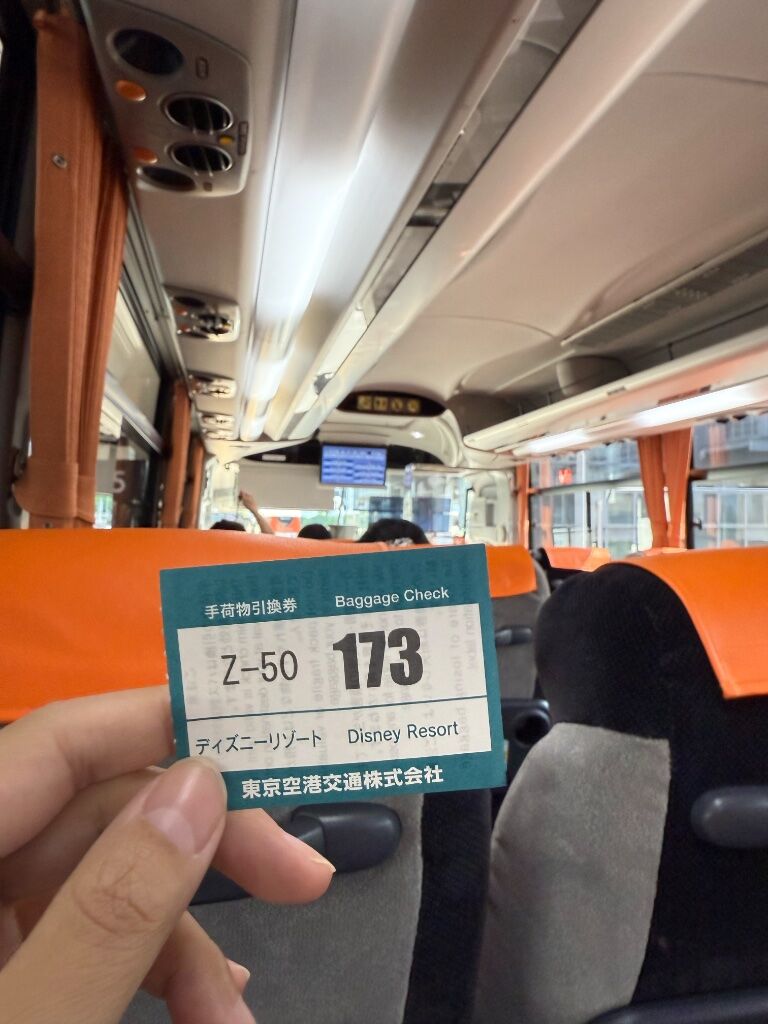 手荷物引換券 Baggage Check
Z-50 173
ディズニーリゾート Disney Resort
東京空港交通株式会社